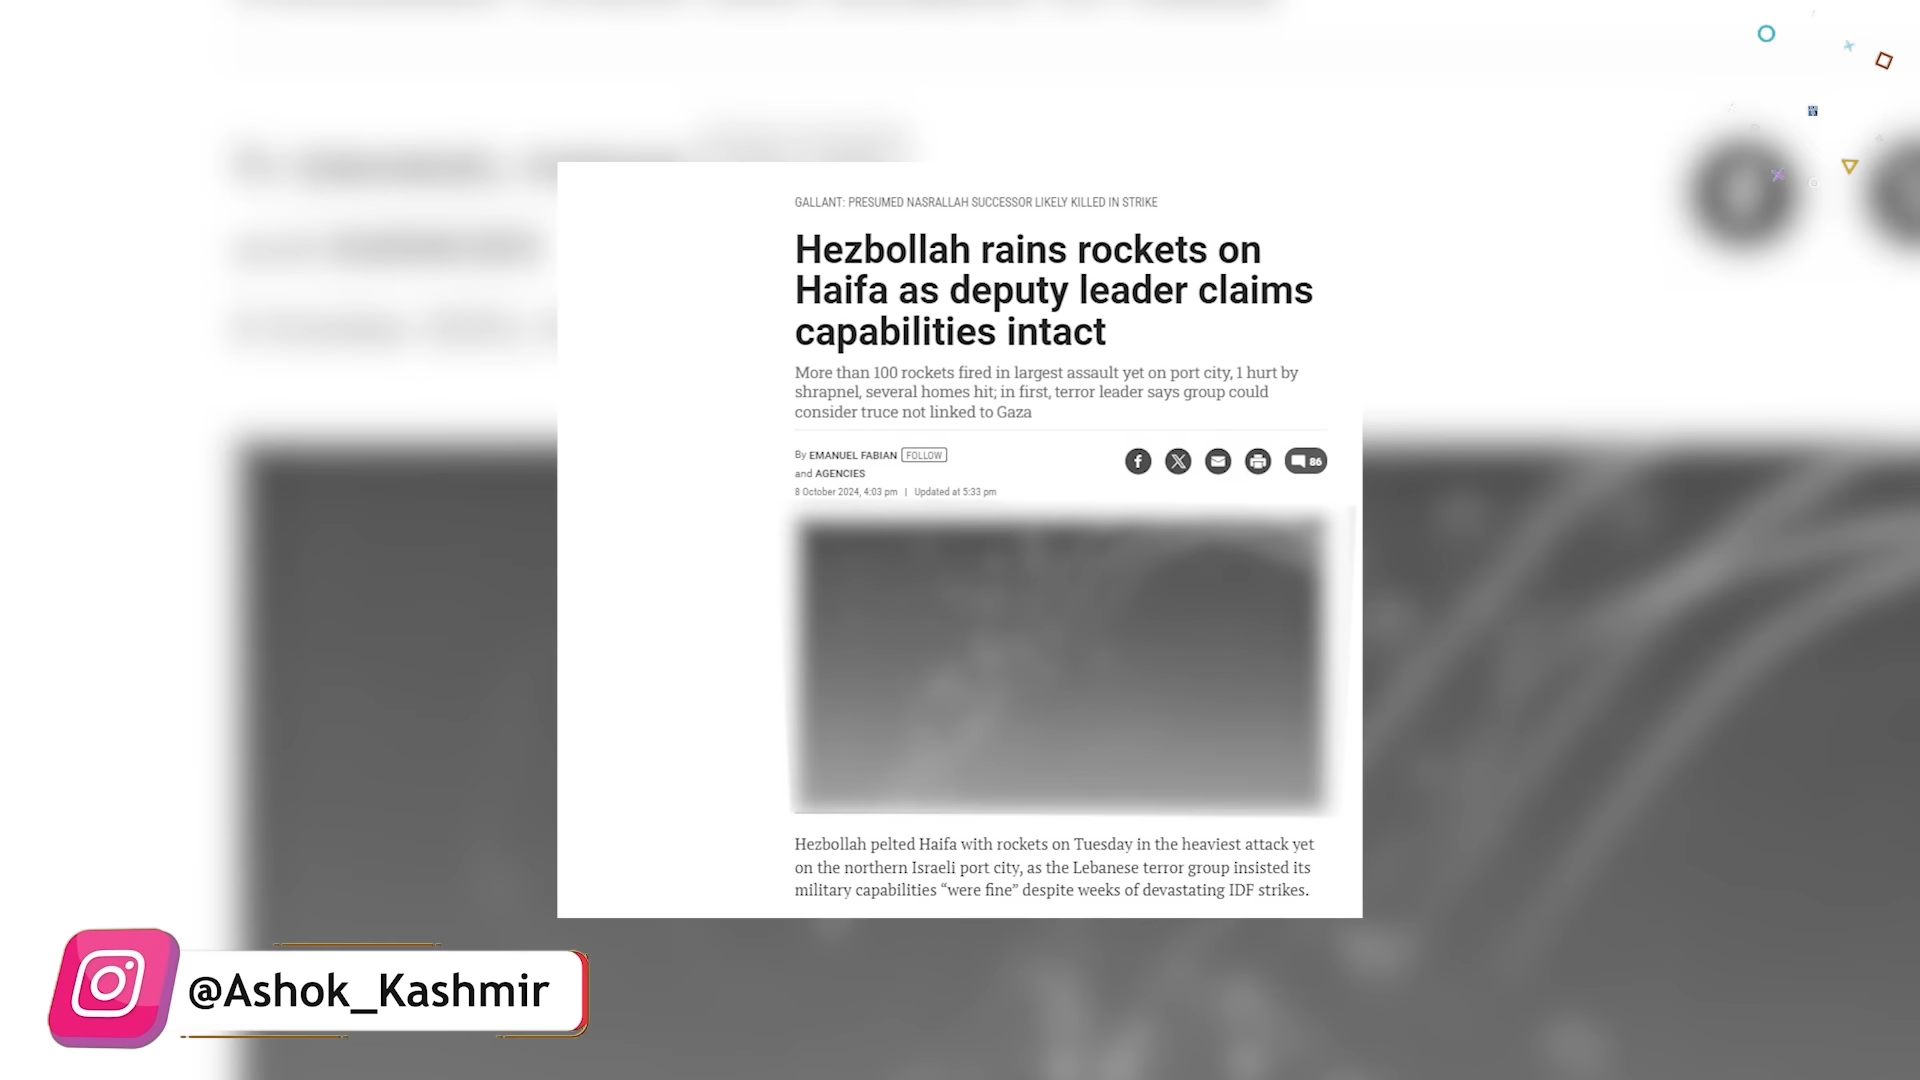 GALLANT: PRESUMED NASRALLAH SUCCESSOR LIKELY KILLED IN STRIKE
Hezbollah rains rockets on
Haifa as deputy leader claims
capabilities intact
More than 100 rockets fired in largest assault yet on port city, 1 hurt by
shrapnel, several homes hit; in first, terror leader says group could
consider truce not linked to Gaza
By EMANUEL FABIAN FOLLOW
and AGENCIES
86
8 October 2024, 4:03 pm | Updated at 5:33 pm
Hezbollah pelted Haifa with rockets on Tuesday in the heaviest attack yet
on the northern Israeli port city, as the Lebanese terror group insisted its
military capabilities “were fine” despite weeks of devastating IDF strikes.
@Ashok_Kashmir